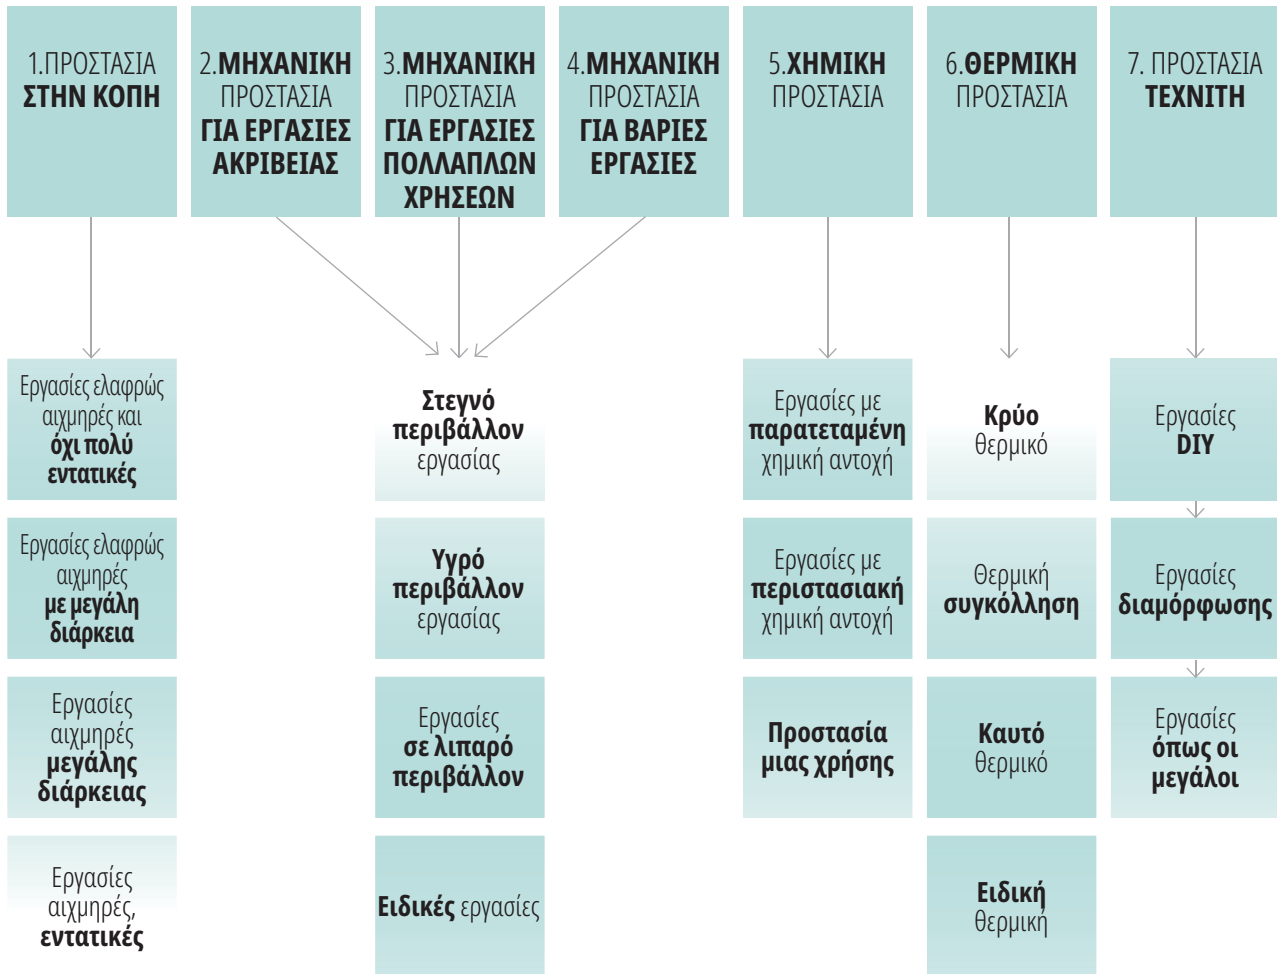 1.ΠΡΟΣΤΑΣΙΑ
ΣΤΗΝ ΚΟΠΗ
2.ΜΗΧΑΝΙΚΗ
ΠΡΟΣΤΑΣΙΑ
ΓΙΑ ΕΡΓΑΣΙΕΣ
ΑΚΡΙΒΕΙΑΣ
3.ΜΗΧΑΝΙΚΗ
ΠΡΟΣΤΑΣΙΑ
ΓΙΑ ΕΡΓΑΣΙΕΣ
ΠΟΛΛΑΠΛΩΝ
ΧΡΗΣΕΩΝ
4.ΜΗΧΑΝΙΚΗ
ΠΡΟΣΤΑΣΙΑ
ΓΙΑ ΒΑΡΙΕΣ
ΕΡΓΑΣΙΕΣ
5.ΧΗΜΙΚΗ
ΠΡΟΣΤΑΣΙΑ
6.ΘΕΡΜΙΚΗ
ΠΡΟΣΤΑΣΙΑ
7. ΠΡΟΣΤΑΣΙΑ
ΤΕΧΝΙΤΗ
Εργασίες ελαφρώς
αιχμηρές και
όχι πολύ
εντατικές
Εργασίες ελαφρώς
αιχμηρές
με μεγάλη
διάρκεια
Εργασίες
αιχμηρές
μεγάλης
διάρκειας
Εργασίες
αιχμηρές,
εντατικές
Στεγνό
περιβάλλον
εργασίας
Υγρό
περιβάλλον
εργασίας
Εργασίες
σε λιπαρό
περιβάλλον
Ειδικές εργασίες
Εργασίες με
παρατεταμένη
χημική αντοχή
Εργασίες με
περιστασιακή
χημική αντοχή
Προστασία
μιας χρήσης
Κρύο
θερμικό
Θερμική
συγκόλληση
Καυτό
θερμικό
Ειδική
θερμική
Εργασίες
DIY
Εργασίες
διαμόρφωσης
Εργασίες
όπως οι
μεγάλοι